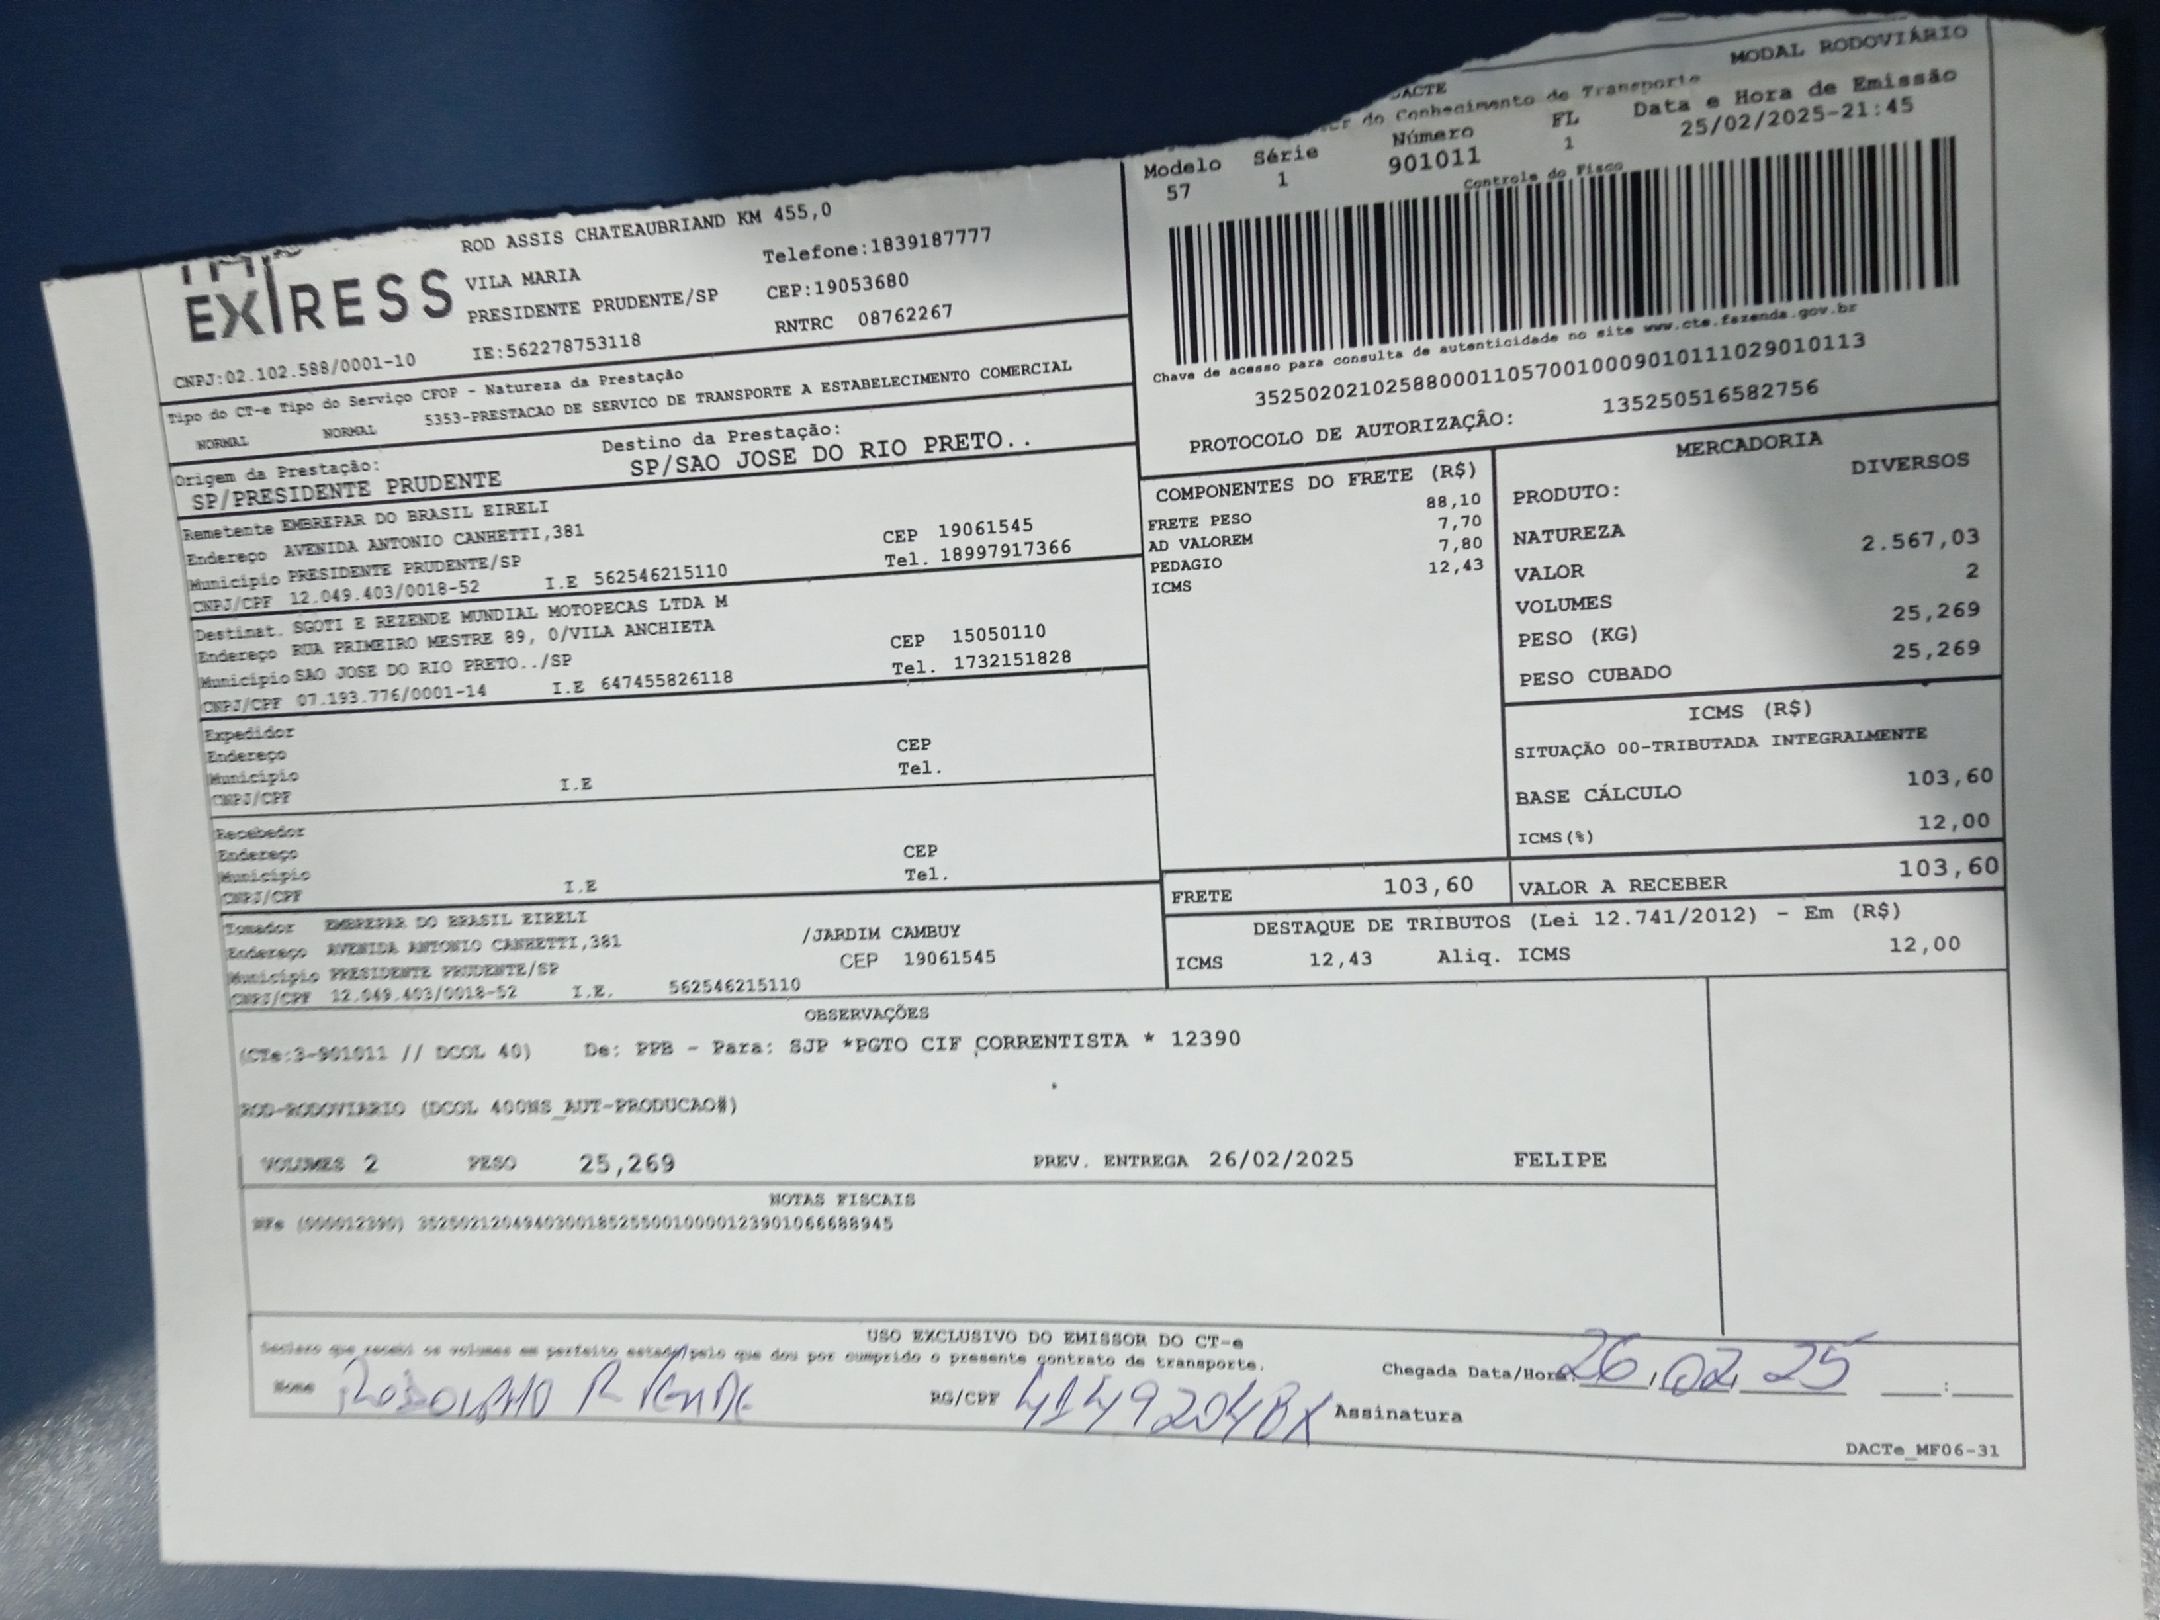 MODAL RODOVIÁRIO
DACTE
do Conhecimento de Transporte
Modelo Série Número FL Data e Hora de Emissão
57 1 901011 1 25/02/2025-21:45
Controle do Fisco
ROD ASSIS CHATEAUBRIAND KM 455,0
VILA MARIA Telefone:1839187777
EXPRESS
PRESIDENTE PRUDENTE/SP CEP:19053680
CNPJ:02.102.588/0001-10 IE:562278753118 RNTRC 08762267
Chave de acesso para consulta de autenticidade no site www.cte.fazenda.gov.br
35250202102588000110570010009010111029010113
PROTOCOLO DE AUTORIZAÇÃO: 135250516582756
Tipo do CT-e Tipo do Serviço CFOP - Natureza da Prestação
NORMAL NORMAL 5353-PRESTACAO DE SERVICO DE TRANSPORTE A ESTABELECIMENTO COMERCIAL
Origem da Prestação: Destino da Prestação:
SP/PRESIDENTE PRUDENTE SP/SAO JOSE DO RIO PRETO..
Remetente EMBREPAR DO BRASIL EIRELI
Endereço AVENIDA ANTONIO CANHETTI,381 CEP 19061545
Município PRESIDENTE PRUDENTE/SP Tel. 18997917366
CNPJ/CPF 12.049.403/0018-52 I.E 562546215110
Destinat. SGOTI E REZENDE MUNDIAL MOTOPECAS LTDA M
Endereço RUA PRIMEIRO MESTRE 89, 0/VILA ANCHIETA CEP 15050110
Município SAO JOSE DO RIO PRETO../SP Tel. 1732151828
CNPJ/CPF 07.193.776/0001-14 I.E 647455826118
Expedidor
Endereço CEP
Município Tel.
CNPJ/CPF I.E
Recebedor
Endereço CEP
Município Tel.
CNPJ/CPF I.E
Tomador EMBREPAR DO BRASIL EIRELI
Endereço AVENIDA ANTONIO CANHETTI,381 /JARDIM CAMBUY
Município PRESIDENTE PRUDENTE/SP CEP 19061545
CNPJ/CPF 12.049.403/0018-52 I.E. 562546215110
COMPONENTES DO FRETE (R$)
FRETE PESO 88,10
AD VALOREM 7,70
PEDAGIO 7,80
ICMS 12,43
MERCADORIA
PRODUTO: DIVERSOS
NATUREZA
VALOR 2.567,03
VOLUMES 2
PESO (KG) 25,269
PESO CUBADO 25,269
ICMS (R$)
SITUAÇÃO 00-TRIBUTADA INTEGRALMENTE
BASE CÁLCULO 103,60
ICMS(%) 12,00
FRETE 103,60 VALOR A RECEBER 103,60
DESTAQUE DE TRIBUTOS (Lei 12.741/2012) - Em (R$)
ICMS 12,43 Aliq. ICMS 12,00
OBSERVAÇÕES
(CTe:3-901011 // DCOL 40) De: PPB - Para: SJP *PGTO CIF CORRENTISTA * 12390
ROD-RODOVIARIO (DCOL 400NS_AUT-PRODUCAO#)
VOLUMES 2 PESO 25,269 PREV. ENTREGA 26/02/2025 FELIPE
NOTAS FISCAIS
NFe (000012390) 35250212049403001852550010000123901066688945
USO EXCLUSIVO DO EMISSOR DO CT-e
Declaro que recebi os volumes em perfeito estado pelo que dou por cumprido o presente contrato de transporte.
Nome RG/CPF Assinatura
Chegada Data/Hora 26/02/25 :
DACTe_MF06-31